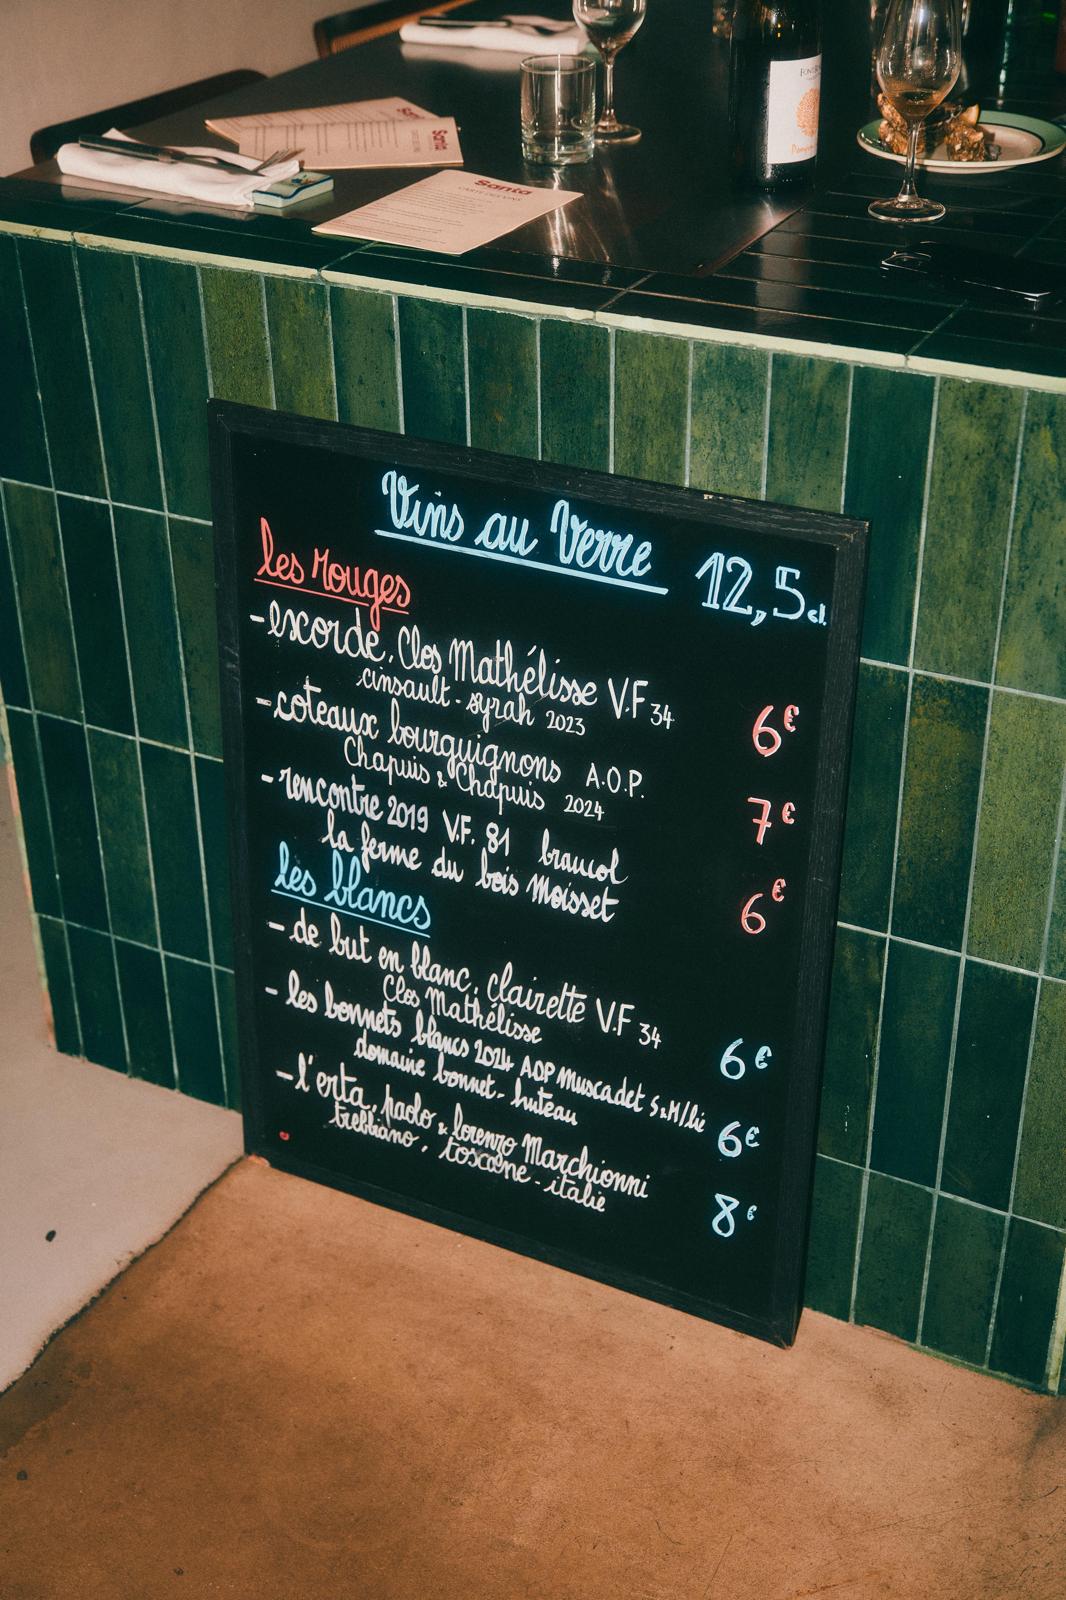 Santa
Santa
CARTE DES VINS
Vins au Verre 12,5 cl.
les rouges
- excorde, Clos Mathélisse V.F 34
cinsault - syrah 2023 6€
- coteaux bourguignons A.O.P.
Chapuis & Chapuis 2024 7€
- rencontre 2019 V.F. 81 braucol
la ferme du bois Moisset 6€
les blancs
- de but en blanc, clairette V.F 34
Clos Mathélisse 6€
- les bonnets blancs 2024 AOP Muscadet S&M/lie
domaine bonnet-huteau 6€
- l'erta, paolo & lorenzo Marchionni
trebbiano, toscane - italie 8€